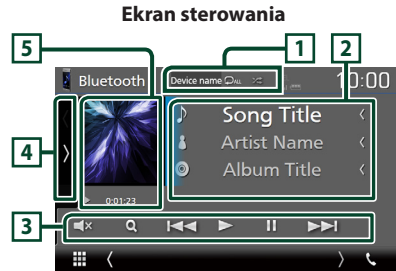 Ekran sterowania
5
1
2
Bluetooth
Device name
ALL
10:00
Song Title
Artist Name
Album Title
4
0:01:23
3